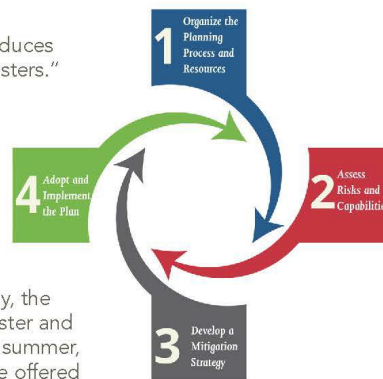 duces
sters.”
1
Organize the
Planning
Process and
Resources
2
Assess
Risks and
Capabilitie
3
Develop a
Mitigation
Strategy
4
Adopt and
Implement
the Plan
y, the
ster and
summer,
e offered